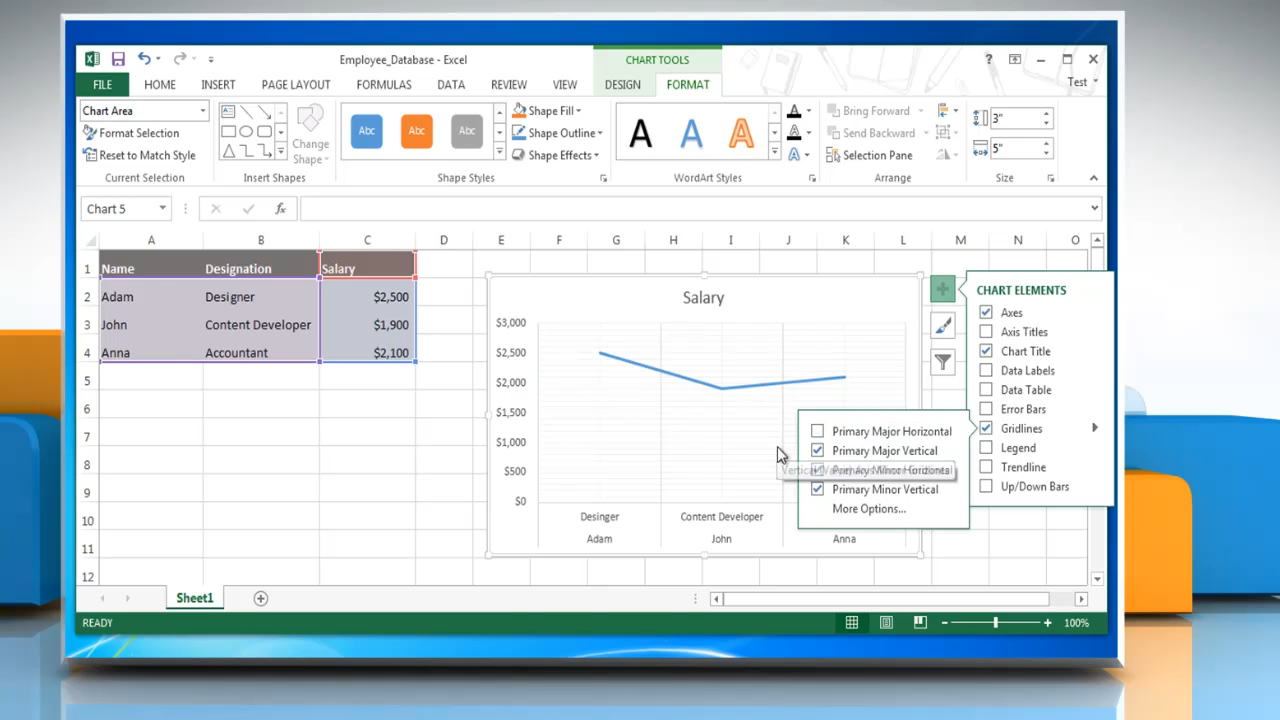 Employee_Database - Excel
CHART TOOLS
?
FILE
HOME
INSERT
PAGE LAYOUT
FORMULAS
DATA
REVIEW
VIEW
DESIGN
FORMAT
Test
Chart Area
Format Selection
Reset to Match Style
Current Selection
Change
Shape
Insert Shapes
Abc
Abc
Abc
Shape Fill
Shape Outline
Shape Effects
Shape Styles
A
A
A
A
A
A
WordArt Styles
Bring Forward
Send Backward
Selection Pane
Arrange
3"
5"
Size
Chart 5
fx
A B C D E F G H I J K L M N O
1 Name Designation Salary
2 Adam Designer $2,500
3 John Content Developer $1,900
4 Anna Accountant $2,100
5
6
7
8
9
10
11
12
Salary
$3,000
$2,500
$2,000
$1,500
$1,000
$500
$0
Desinger Content Developer
Adam John Anna
CHART ELEMENTS
Axes
Axis Titles
Chart Title
Data Labels
Data Table
Error Bars
Gridlines
Legend
Trendline
Up/Down Bars
Primary Major Horizontal
Primary Major Vertical
Primary Minor Horizontal
Primary Minor Vertical
More Options...
Sheet1
READY
100%